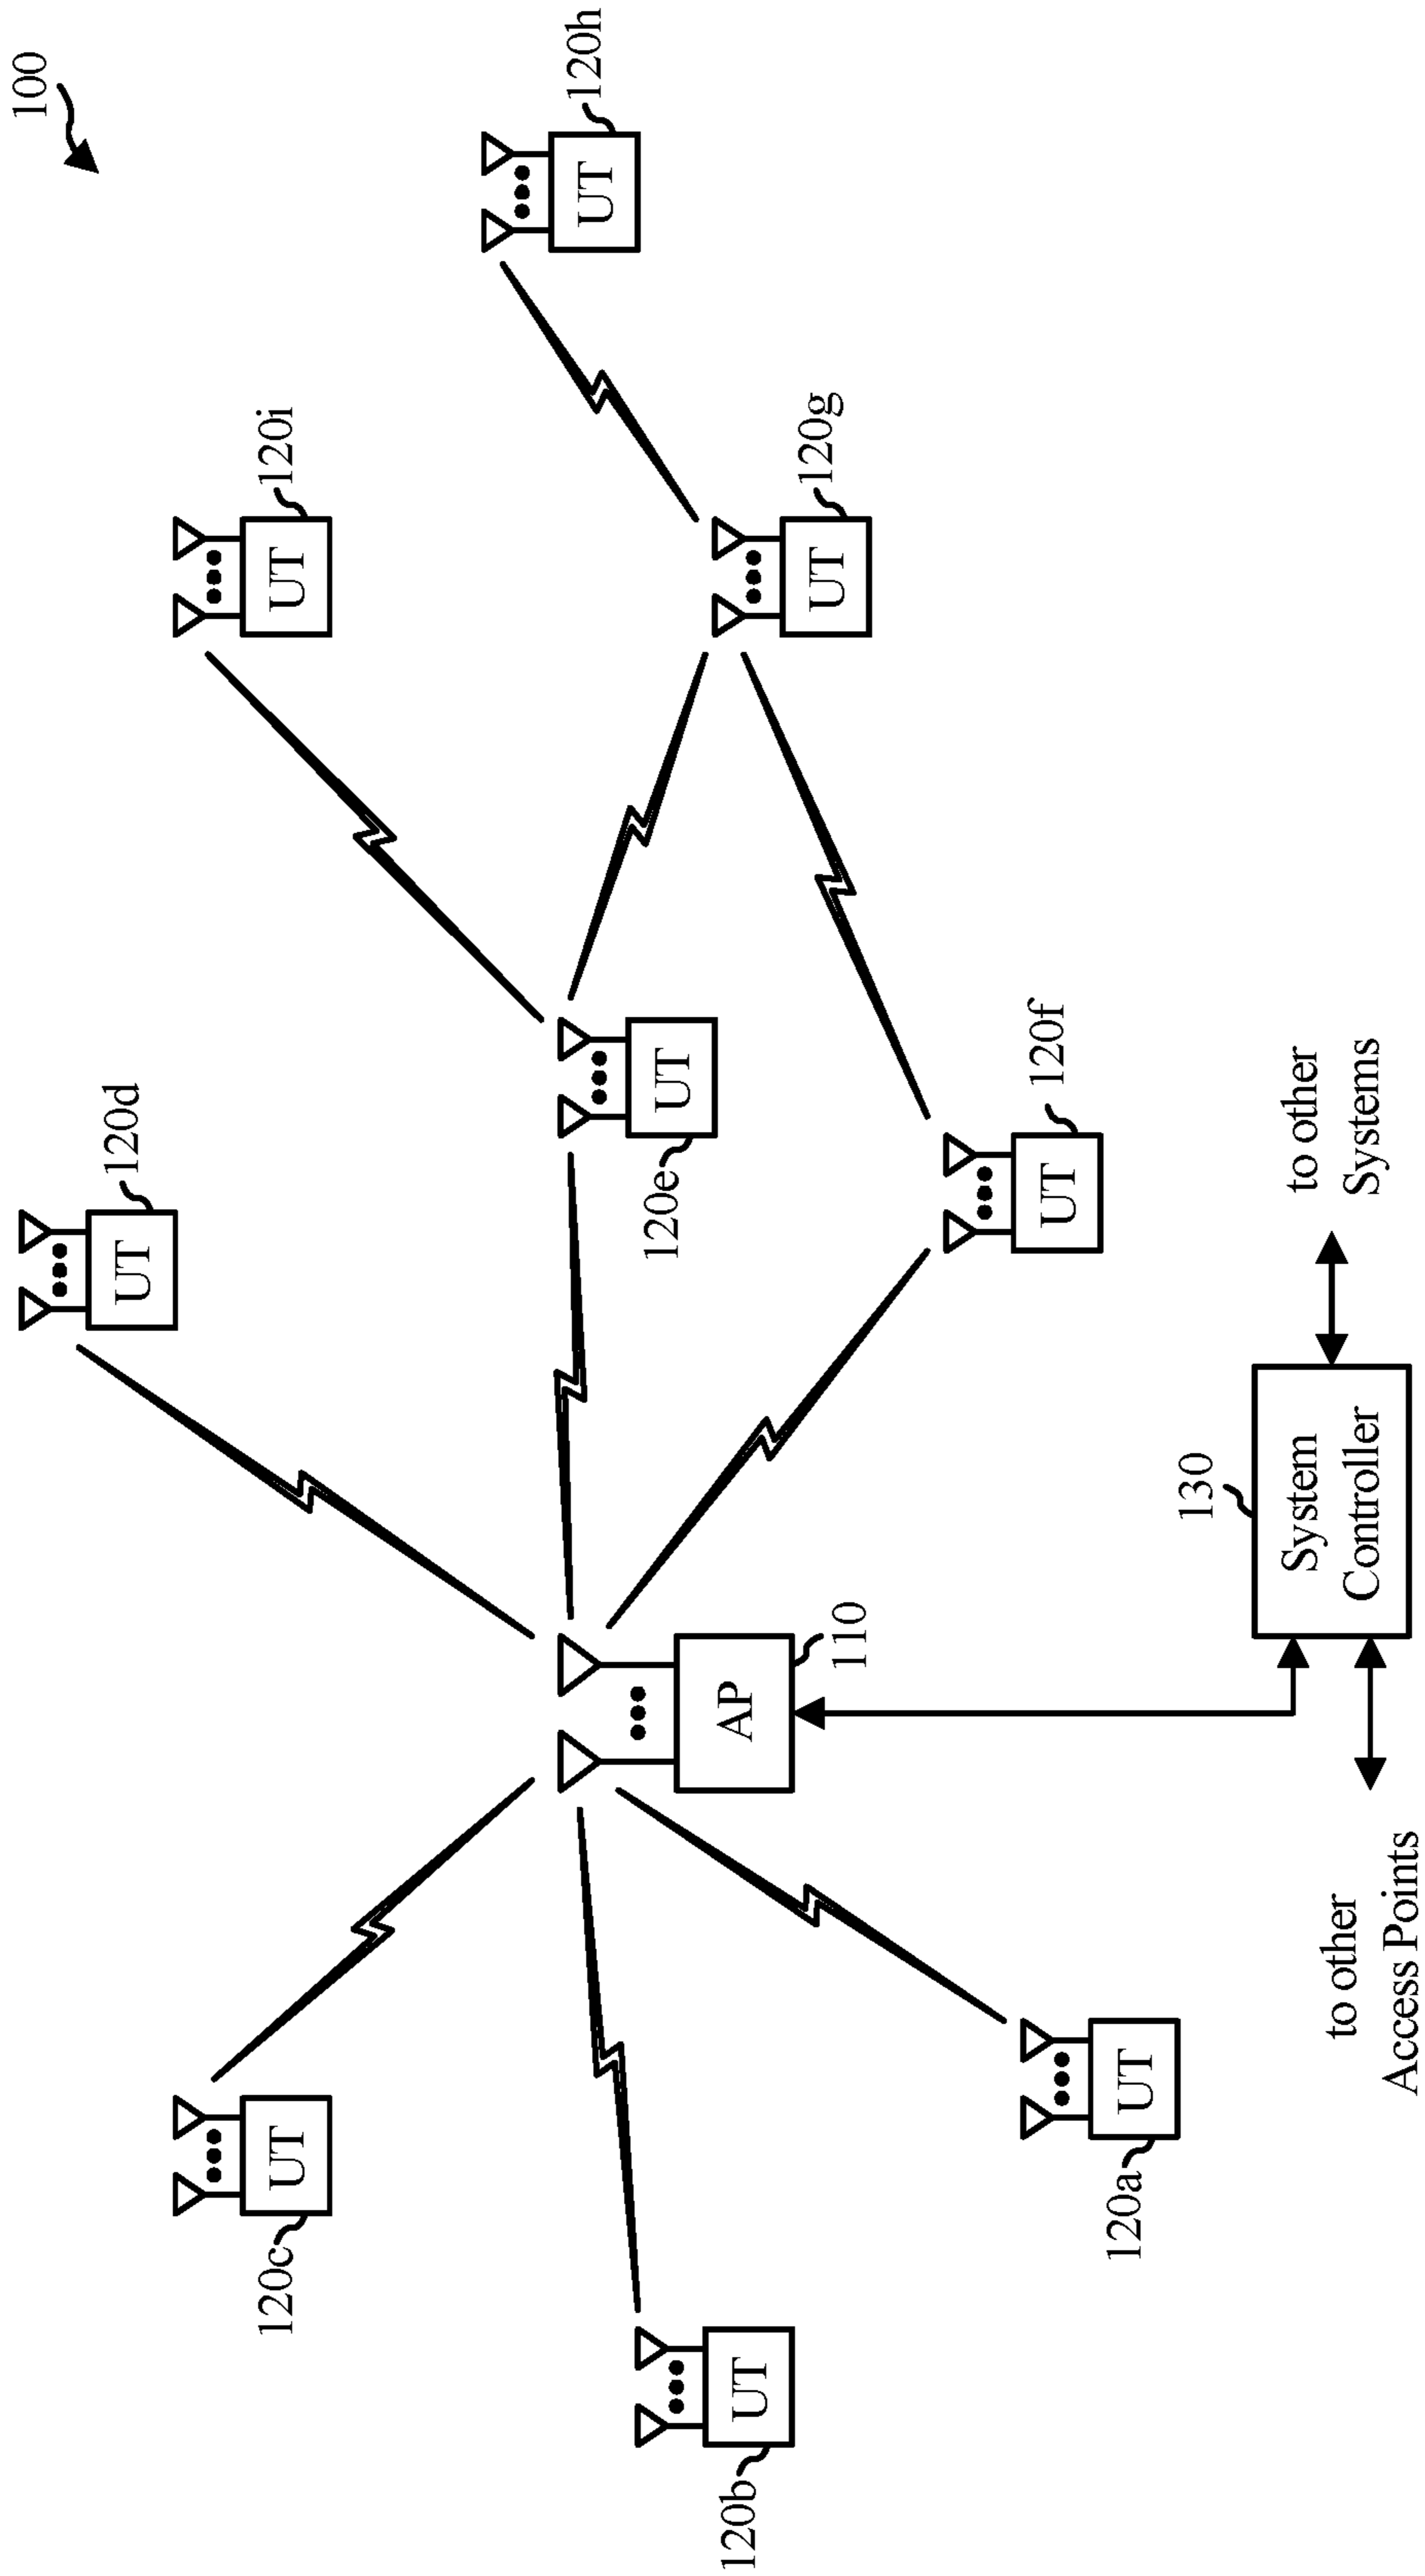 100
120d
UT
120i
UT
120c
UT
120h
UT
120e
UT
120b
UT
AP
110
120g
UT
120f
UT
120a
UT
130
System
Controller
to other
Systems
to other
Access Points